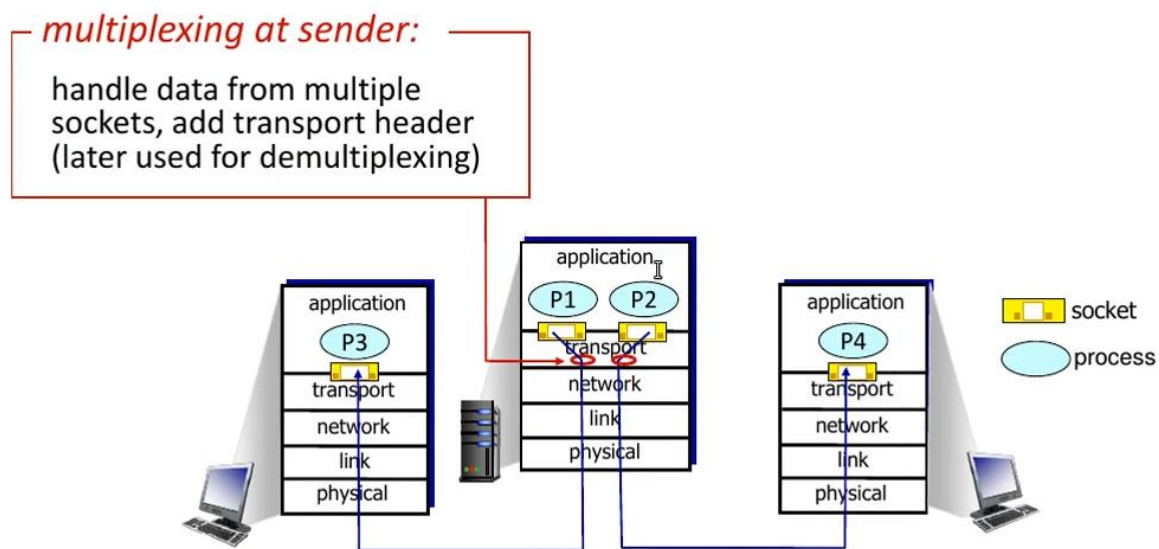 multiplexing at sender:
handle data from multiple
sockets, add transport header
(later used for demultiplexing)
application
P1 P2
transport
network
link
physical
application
P3
transport
network
link
physical
application
P4
transport
network
link
physical
socket
process